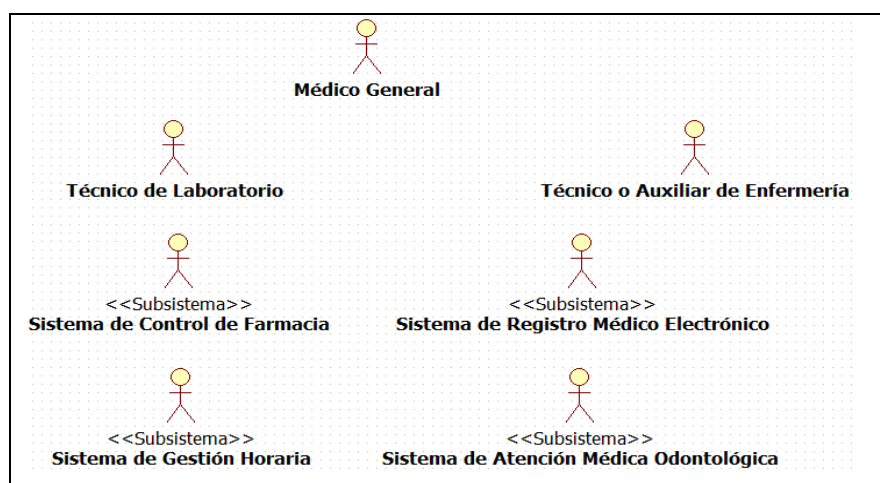 Médico General
Técnico de Laboratorio
Técnico o Auxiliar de Enfermería
<<Subsistema>>
Sistema de Control de Farmacia
<<Subsistema>>
Sistema de Registro Médico Electrónico
<<Subsistema>>
Sistema de Gestión Horaria
<<Subsistema>>
Sistema de Atención Médica Odontológica